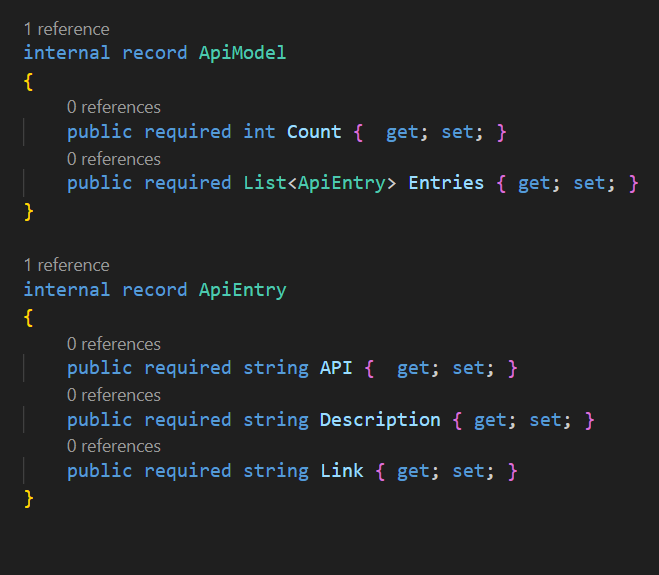 1 reference
internal record ApiModel
{
0 references
public required int Count {  get; set; }
0 references
public required List<ApiEntry> Entries { get; set; }
}
1 reference
internal record ApiEntry
{
0 references
public required string API {  get; set; }
0 references
public required string Description { get; set; }
0 references
public required string Link { get; set; }
}